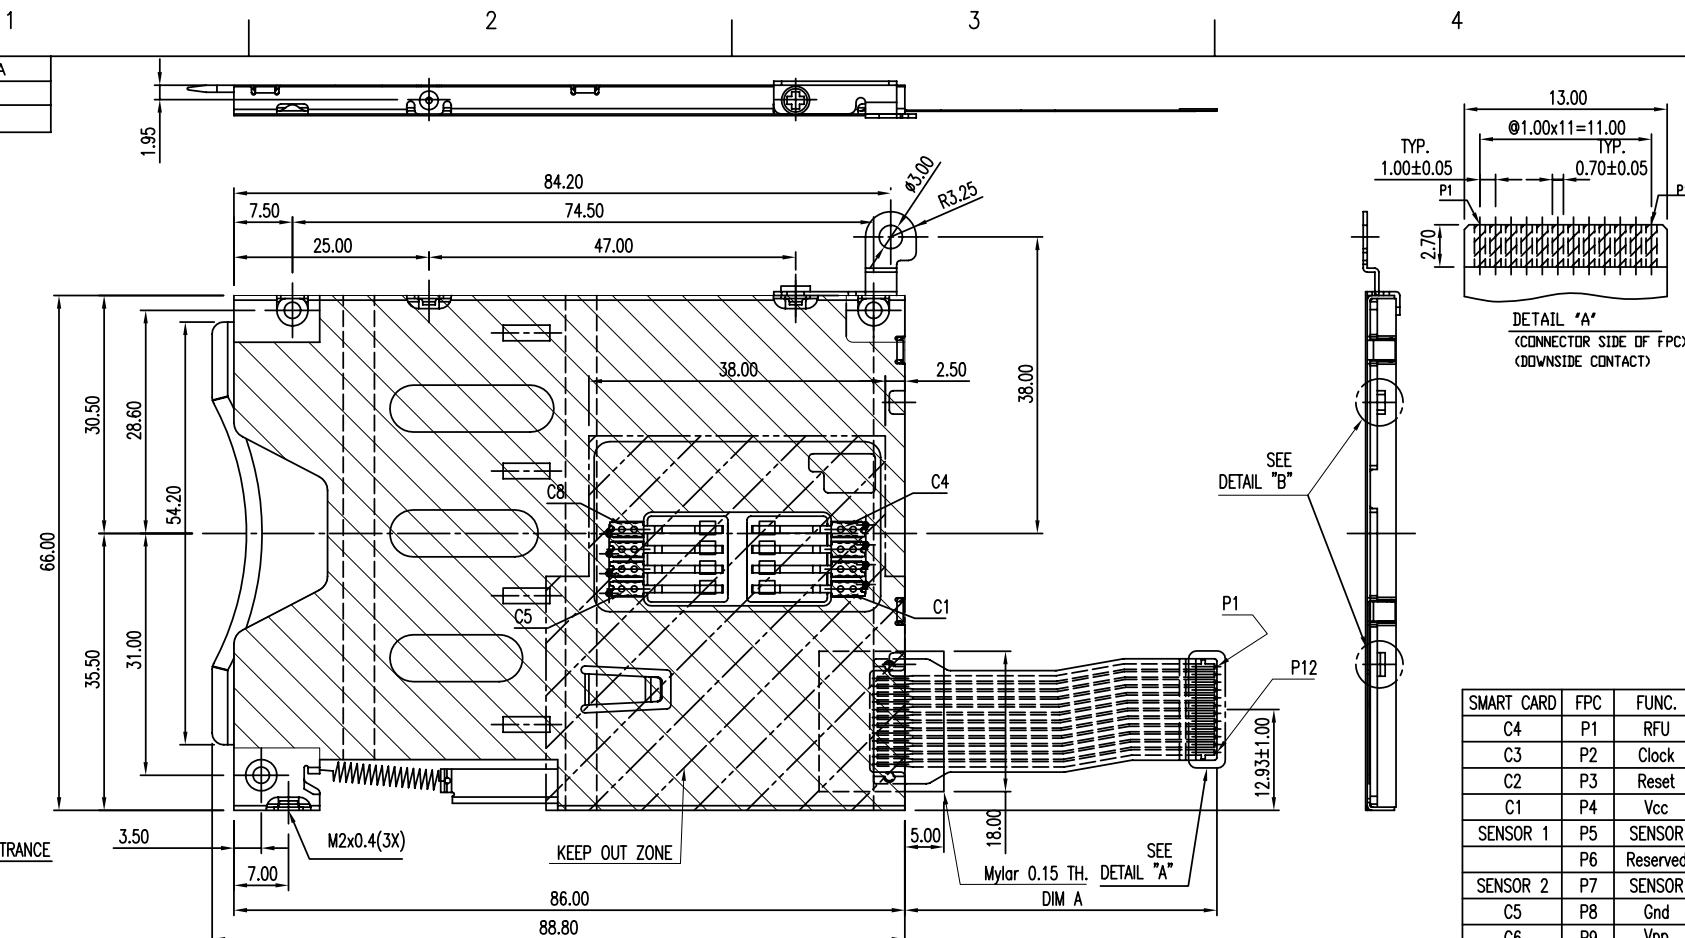 1
2
3
4
A
1.95
13.00
@1.00x11=11.00
TYP.
1.00±0.05
TYP.
0.70±0.05
P1
2.70
DETAIL "A"
(CONNECTOR SIDE OF FPC)
(DOWNSIDE CONTACT)
84.20
ø3.00
R3.25
7.50
74.50
25.00
47.00
38.00
2.50
38.00
66.00
30.50
28.60
54.20
35.50
31.00
C8
C4
C5
C1
SEE
DETAIL "B"
P1
P12
12.93±1.00
18.00
5.00
3.50
7.00
M2x0.4(3X)
KEEP OUT ZONE
Mylar 0.15 TH.
SEE
DETAIL "A"
DIM A
86.00
88.80
TRANCE
SMART CARD FPC FUNC.
C4 P1 RFU
C3 P2 Clock
C2 P3 Reset
C1 P4 Vcc
SENSOR 1 P5 SENSOR
P6 Reserved
SENSOR 2 P7 SENSOR
C5 P8 Gnd
C6 P9 Vpp